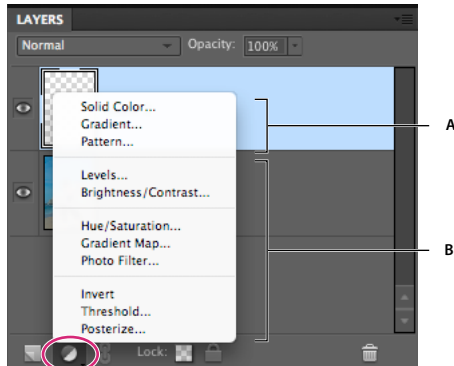 LAYERS
Normal Opacity: 100%
Solid Color...
Gradient...
Pattern...
A
Levels...
Brightness/Contrast...
Hue/Saturation...
Gradient Map...
Photo Filter...
B
Invert
Threshold...
Posterize...
Lock: